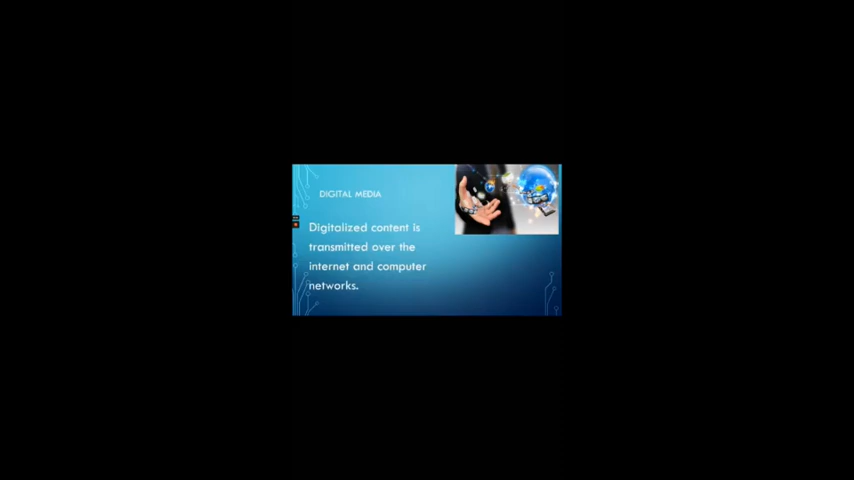 DIGITAL MEDIA
Digitalized content is
transmitted over the
internet and computer
networks.